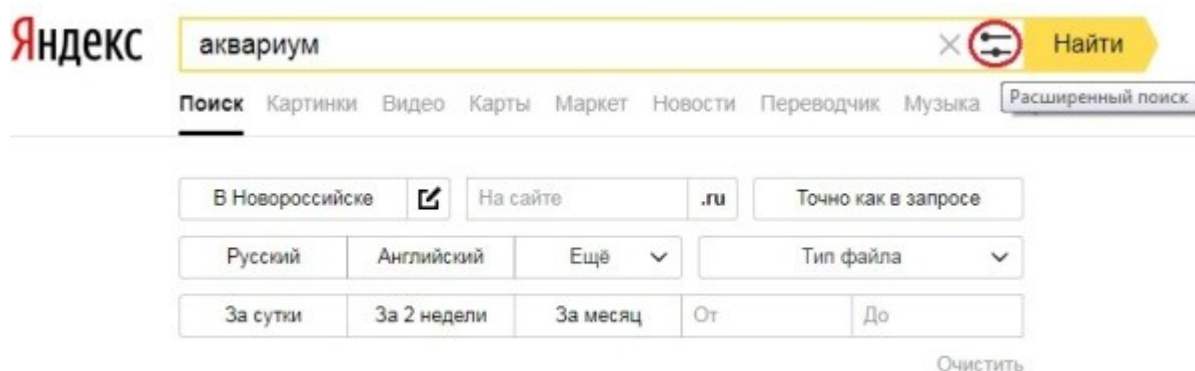 Яндекс аквариум Найти
Поиск Картинки Видео Карты Маркет Новости Переводчик Музыка Расширенный поиск
В Новороссийске На сайте .ru Точно как в запросе
Русский Английский Ещё Тип файла
За сутки За 2 недели За месяц От До
Очистить